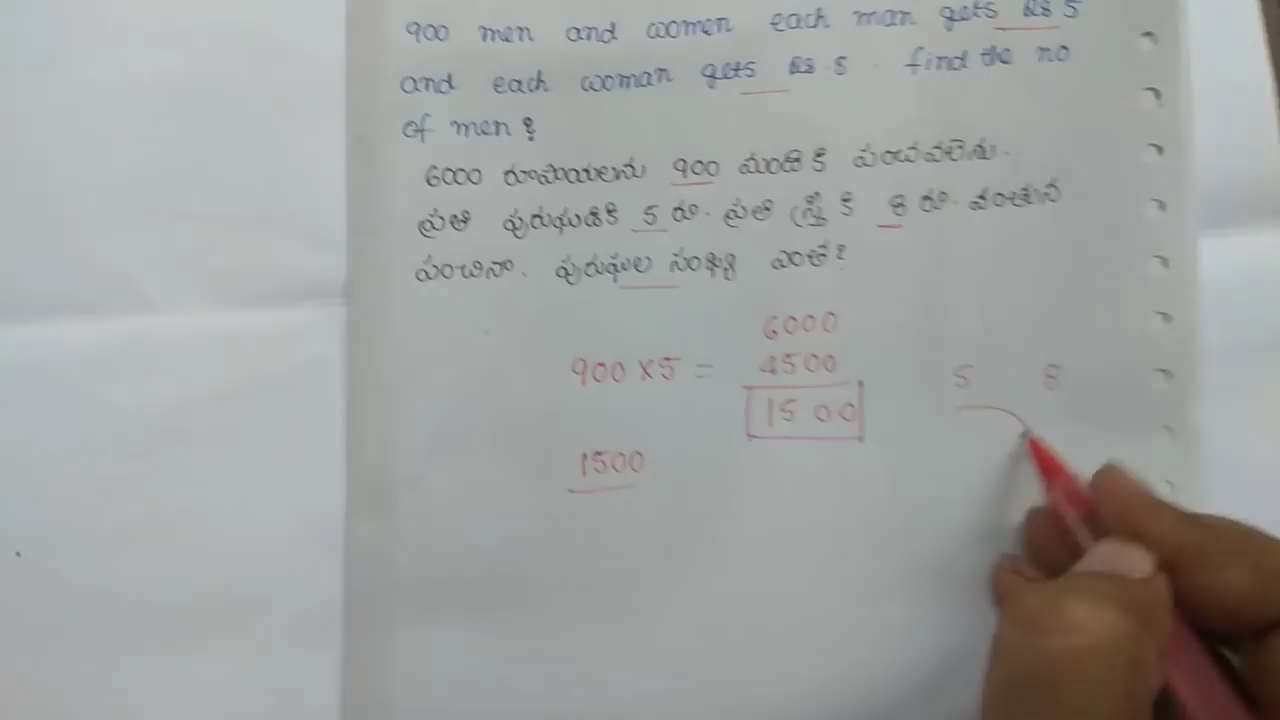 900 men and women each man gets Rs 5
and each woman gets Rs. 8. find the no
of men?
6000 రూపాయలను 900 మందికి పంచవలెను.
ప్రతి పురుషుడికి 5 రూ. ప్రతి స్త్రీ కి 8 రూ. వంతున
పంచినా. పురుషుల సంఖ్య ఎంత?
6000
900 x 5 = 4500 5 8
1500
1500